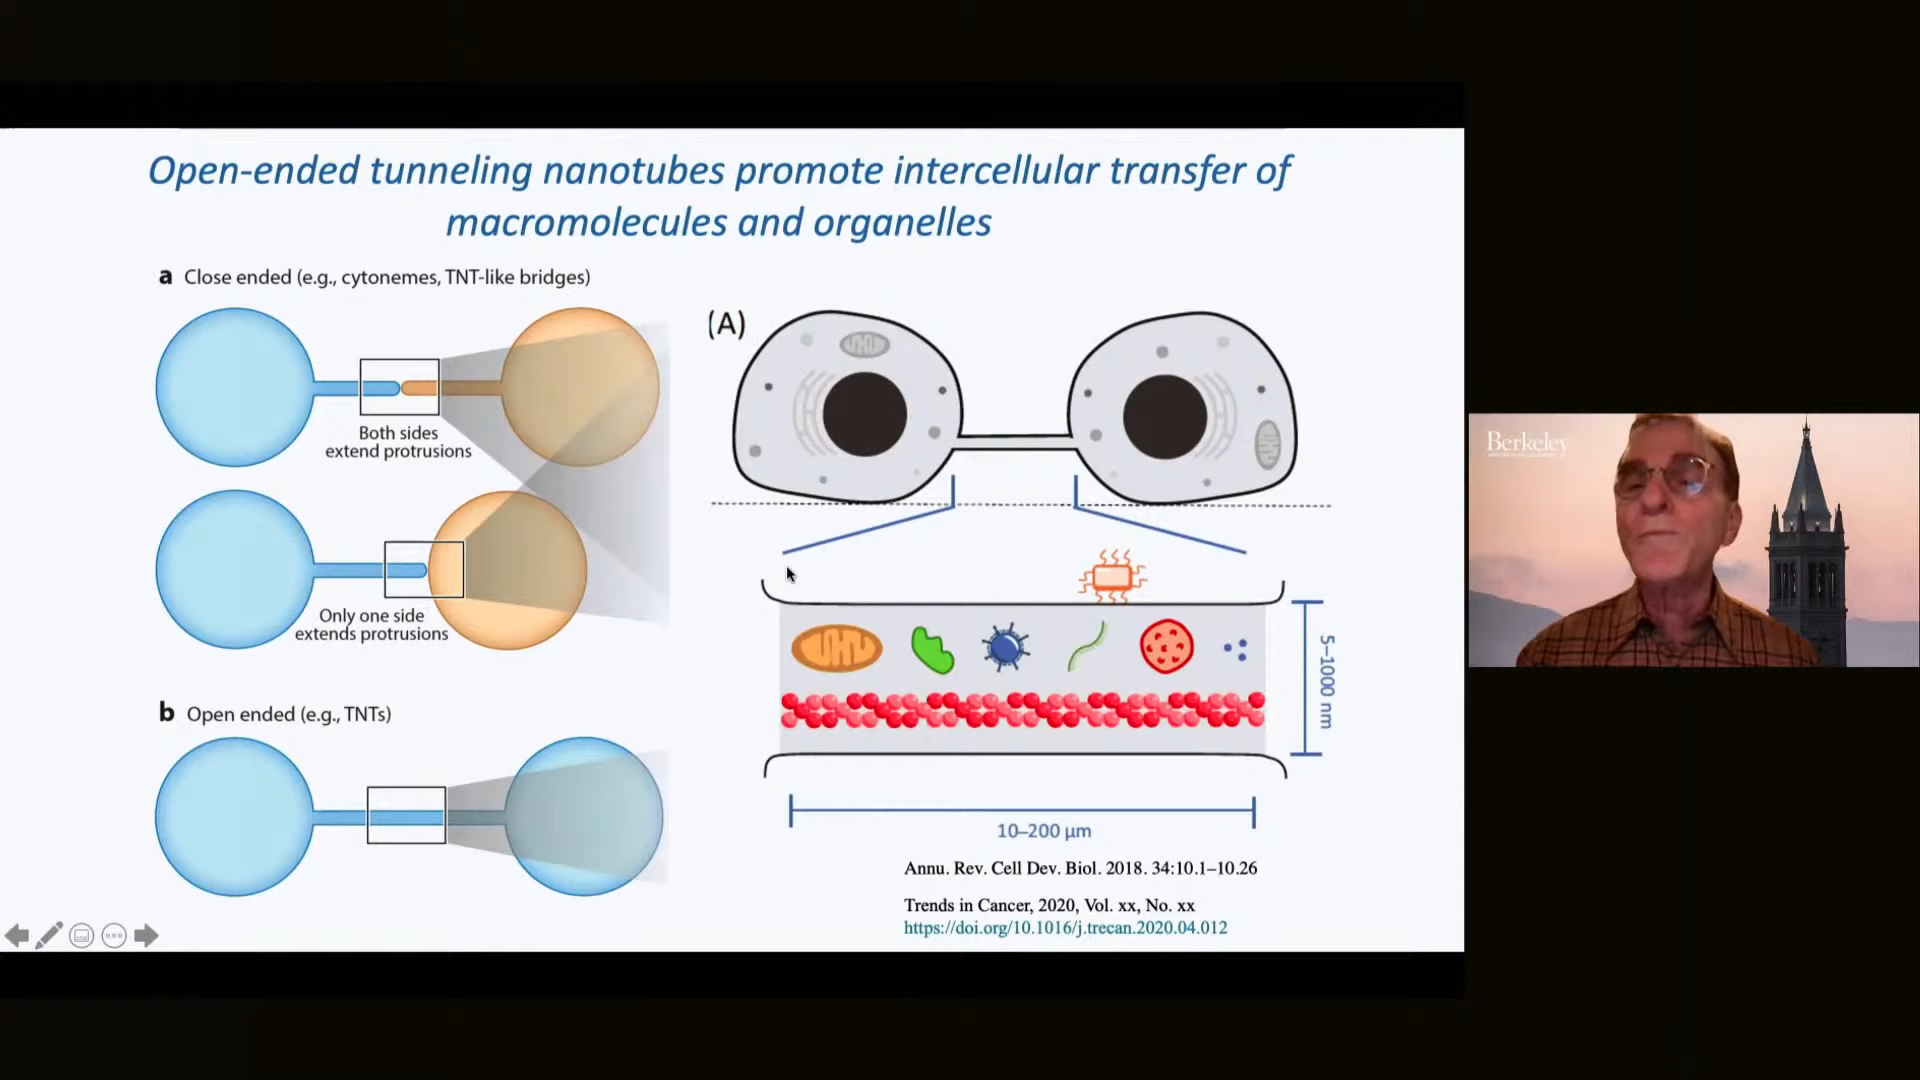 Open-ended tunneling nanotubes promote intercellular transfer of
macromolecules and organelles
a Close ended (e.g., cytonemes, TNT-like bridges)
Both sides
extend protrusions
Only one side
extends protrusions
b Open ended (e.g., TNTs)
(A)
5–1000 nm
10–200 µm
Annu. Rev. Cell Dev. Biol. 2018. 34:10.1–10.26
Trends in Cancer, 2020, Vol. xx, No. xx
https://doi.org/10.1016/j.trecan.2020.04.012
Berkeley